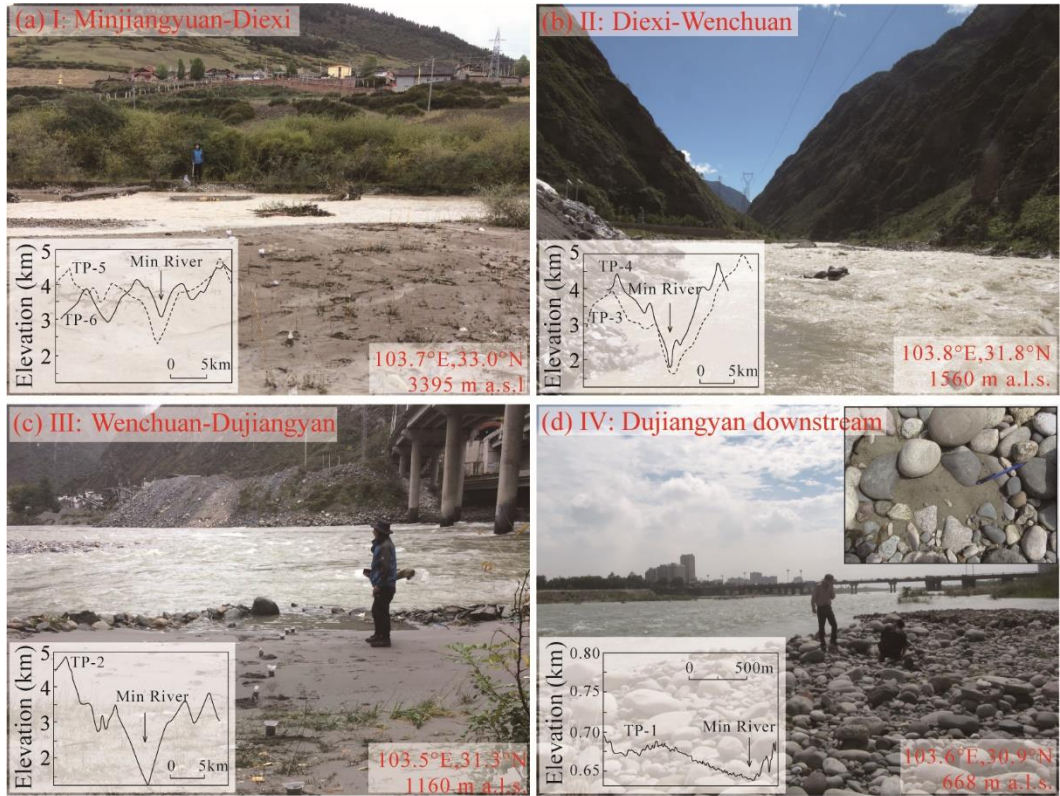 (a) I: Minjiangyuan-Diexi
Elevation (km)
5
4
3
2
TP-5
Min River
TP-6
0 5km
103.7°E,33.0°N
3395 m a.s.l
(b) II: Diexi-Wenchuan
Elevation (km)
5
4
3
2
TP-4
Min River
TP-3
0 5km
103.8°E,31.8°N
1560 m a.l.s.
(c) III: Wenchuan-Dujiangyan
Elevation (km)
5
4
3
2
TP-2
Min River
0 5km
103.5°E,31.3°N
1160 m a.l.s.
(d) IV: Dujiangyan downstream
Elevation (km)
0.80
0.75
0.70
0.65
0 500m
TP-1
Min River
103.6°E,30.9°N
668 m a.l.s.